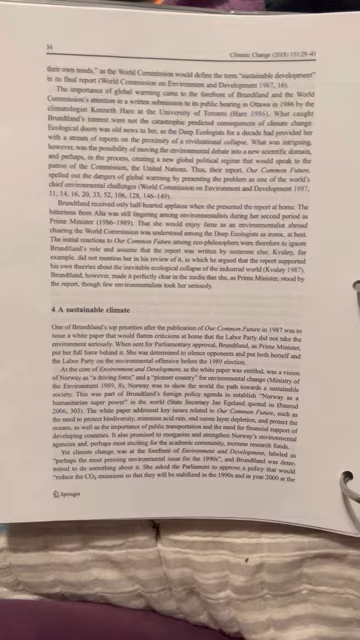 34
Climatic Change (2018) 151:29–41
their own needs," as the World Commission would define the term "sustainable development"
in its final report (World Commission on Environment and Development 1987, 16).
The importance of global warming came to the forefront of Brundtland and the World
Commission's attention in a written submission to its public hearing in Ottawa in 1986 by the
climatologist Kenneth Hare at the University of Toronto (Hare 1986). What caught
Brundtland's interest were not the catastrophic predicted consequences of climate change.
Ecological doom was old news to her, as the Deep Ecologists for a decade had provided her
with a stream of reports on the proximity of a civilizational collapse. What was intriguing,
however, was the possibility of moving the environmental debate into a new scientific domain,
and perhaps, in the process, creating a new global political regime that would speak to the
patron of the Commission, the United Nations. Thus, their report, Our Common Future,
spelled out the dangers of global warming by presenting the problem as one of the world's
chief environmental challenges (World Commission on Environment and Development 1987,
11, 14, 16, 20, 33, 52, 106, 128, 146–149).
Brundtland received only half-hearted applause when she presented the report at home. The
bitterness from Alta was still lingering among environmentalists during her second period as
Prime Minister (1986–1989). That she would enjoy fame as an environmentalist abroad
chairing the World Commission was understood among the Deep Ecologists as ironic, at best.
The initial reactions to Our Common Future among eco-philosophers were therefore to ignore
Brundtland's role and assume that the report was written by someone else. Kvaløy, for
example, did not mention her in his review of it, in which he argued that the report supported
his own theories about the inevitable ecological collapse of the industrial world (Kvaløy 1987).
Brundtland, however, made it perfectly clear in the media that she, as Prime Minister, stood by
the report, though few environmentalists took her seriously.
4 A sustainable climate
One of Brundtland's top priorities after the publication of Our Common Future in 1987 was to
issue a white paper that would flatten criticisms at home that the Labor Party did not take the
environment seriously. When sent for Parliamentary approval, Brundtland, as Prime Minister,
put her full force behind it. She was determined to silence opponents and put both herself and
the Labor Party on the environmental offensive before the 1989 election.
At the core of Environment and Development, as the white paper was entitled, was a vision
of Norway as "a driving force" and a "pioneer country" for environmental change (Ministry of
the Environment 1989, 8). Norway was to show the world the path towards a sustainable
society. This was part of Brundtland's foreign policy agenda to establish "Norway as a
humanitarian super power" in the world (State Secretary Jan Egeland quoted in Østerud
2006, 303). The white paper addressed key issues related to Our Common Future, such as
the need to protect biodiversity, minimize acid rain, end ozone layer depletion, and protect the
oceans, as well as the importance of public transportation and the need for financial support of
developing countries. It also promised to reorganize and strengthen Norway's environmental
agencies and, perhaps most exciting for the academic community, increase research funds.
Yet climate change was at the forefront of Environment and Development, labeled as
"perhaps the most pressing environmental issue for the 1990s", and Brundtland was deter-
mined to do something about it. She asked the Parliament to approve a policy that would
"reduce the CO₂ emissions so that they will be stabilized in the 1990s and in year 2000 at the
Springer